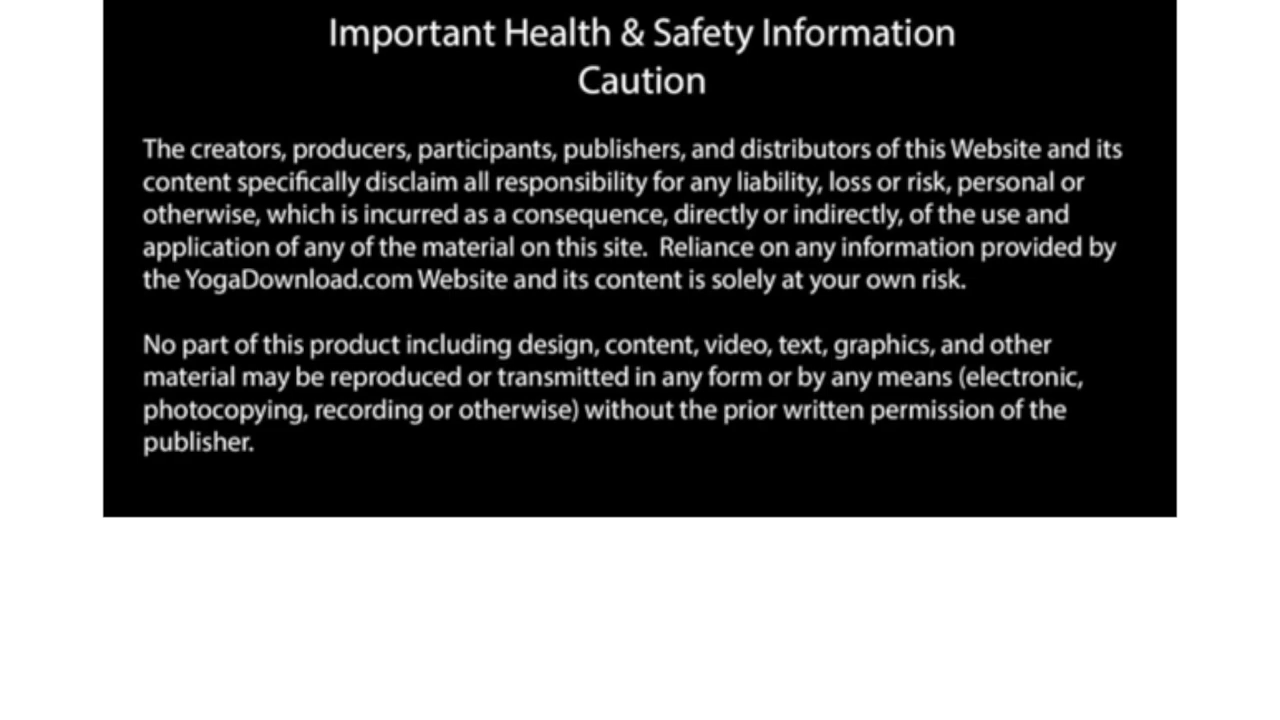 Important Health & Safety Information
Caution
The creators, producers, participants, publishers, and distributors of this Website and its
content specifically disclaim all responsibility for any liability, loss or risk, personal or
otherwise, which is incurred as a consequence, directly or indirectly, of the use and
application of any of the material on this site.  Reliance on any information provided by
the YogaDownload.com Website and its content is solely at your own risk.
No part of this product including design, content, video, text, graphics, and other
material may be reproduced or transmitted in any form or by any means (electronic,
photocopying, recording or otherwise) without the prior written permission of the
publisher.